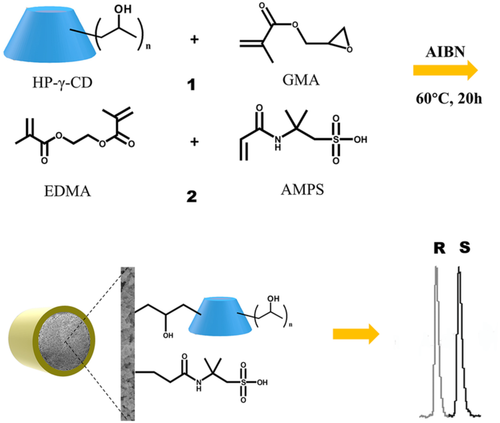 OH
n
+
O
O
O
HP-γ-CD
1
GMA
AIBN
60°C, 20h
O
O
O
O
+
O
N
H
O
S
O
OH
EDMA
2
AMPS
R S
OH
OH
n
O
N
H
O
S
O
OH